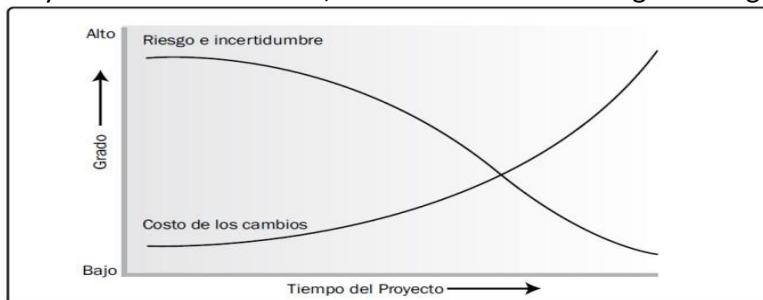 Alto
Riesgo e incertidumbre
Grado
Costo de los cambios
Bajo
Tiempo del Proyecto